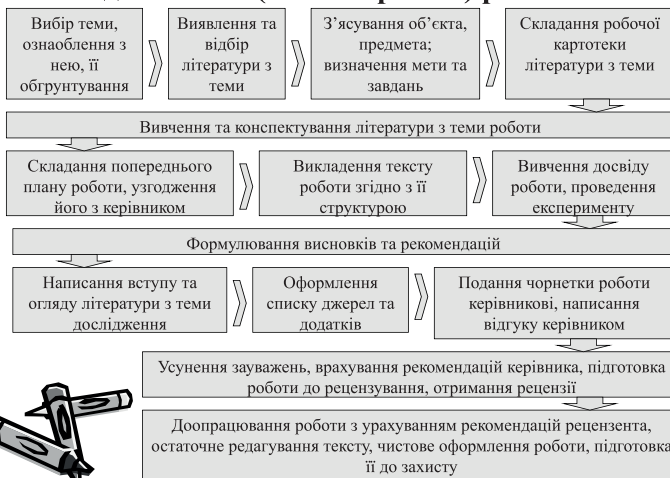 Вибір теми,
ознаоблення з
нею, її
обгрунтування
Виявлення та
відбір
літератури з
теми
З’ясування об’єкта,
предмета;
визначення мети та
завдань
Складання робочої
картотеки
літератури з теми
Вивчення та конспектування літератури з теми роботи
Складання попереднього
плану роботи, узгодження
його з керівником
Викладення тексту
роботи згідно з її
структурою
Вивчення досвіду
роботи, проведення
експерименту
Формулювання висновків та рекомендацій
Написання вступу та
огляду літератури з теми
дослідження
Оформлення
списку джерел та
додатків
Подання чорнетки роботи
керівникові, написання
відгуку керівником
Усунення зауважень, врахування рекомендацій керівника, підготовка
роботи до рецензування, отримання рецензії
Доопрацювання роботи з урахуванням рекомендацій рецензента,
остаточне редагування тексту, чистове оформлення роботи, підготовка
її до захисту